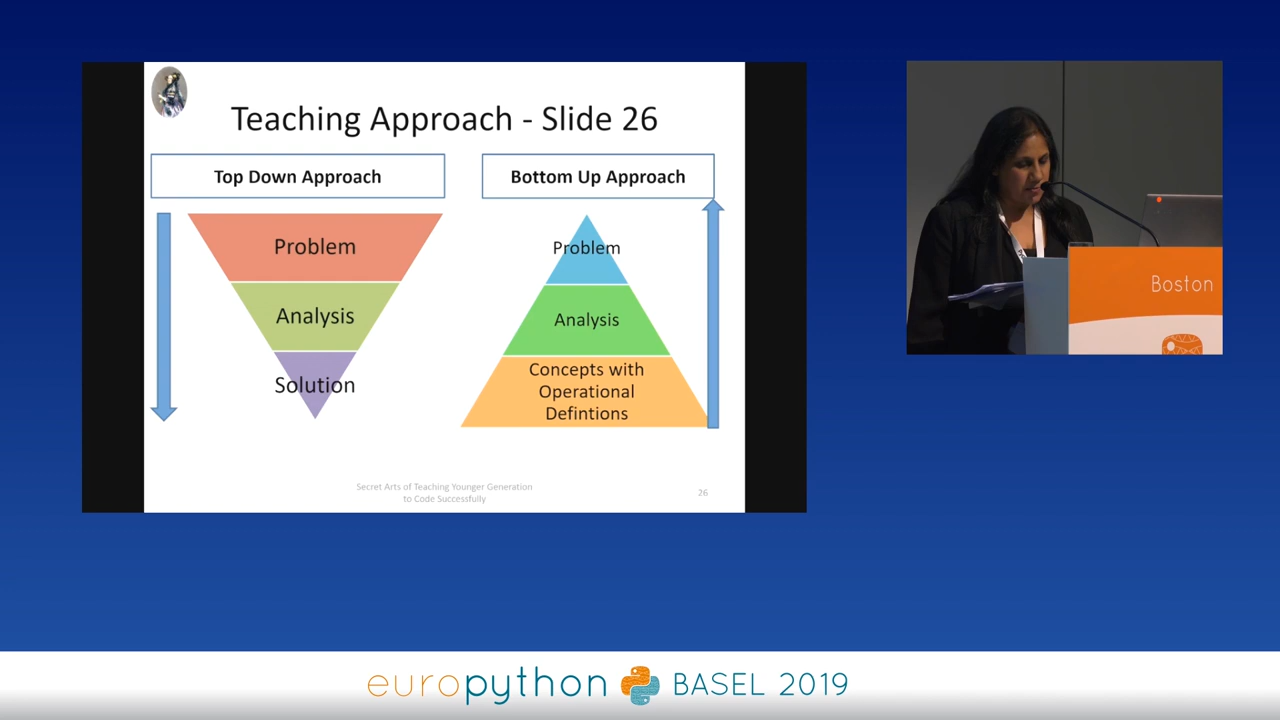 Teaching Approach - Slide 26
Top Down Approach
Bottom Up Approach
Problem
Analysis
Solution
Problem
Analysis
Concepts with
Operational
Defintions
Secret Arts of Teaching Younger Generation
to Code Successfully
26
Boston
europython BASEL 2019